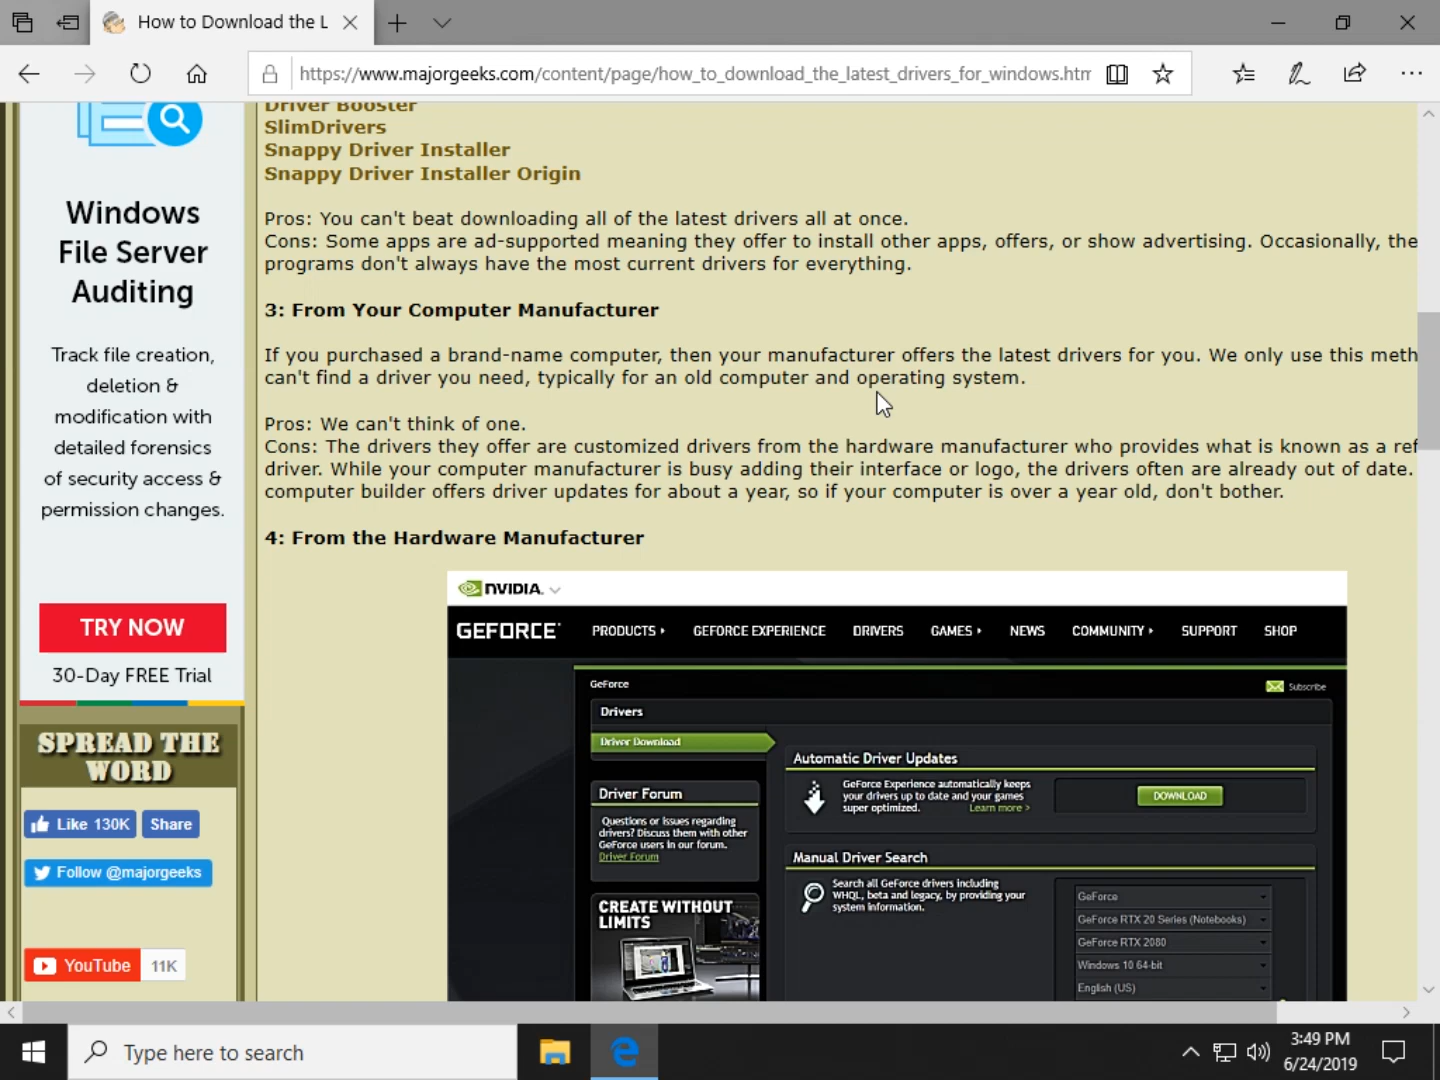 How to Download the L
https://www.majorgeeks.com/content/page/how_to_download_the_latest_drivers_for_windows.htm
Driver Booster
SlimDrivers
Snappy Driver Installer
Snappy Driver Installer Origin
Pros: You can't beat downloading all of the latest drivers all at once.
Cons: Some apps are ad-supported meaning they offer to install other apps, offers, or show advertising. Occasionally, the
programs don't always have the most current drivers for everything.
3: From Your Computer Manufacturer
If you purchased a brand-name computer, then your manufacturer offers the latest drivers for you. We only use this meth
can't find a driver you need, typically for an old computer and operating system.
Pros: We can't think of one.
Cons: The drivers they offer are customized drivers from the hardware manufacturer who provides what is known as a ref
driver. While your computer manufacturer is busy adding their interface or logo, the drivers often are already out of date.
computer builder offers driver updates for about a year, so if your computer is over a year old, don't bother.
4: From the Hardware Manufacturer
Windows
File Server
Auditing
Track file creation,
deletion &
modification with
detailed forensics
of security access &
permission changes.
TRY NOW
30-Day FREE Trial
SPREAD THE
WORD
Like 130K Share
Follow @majorgeeks
YouTube 11K
NVIDIA.
GEFORCE PRODUCTS GEFORCE EXPERIENCE DRIVERS GAMES NEWS COMMUNITY SUPPORT SHOP
GeForce
Subscribe
Drivers
Driver Download
Driver Forum
Questions or issues regarding
drivers? Discuss them with other
GeForce users in our forum.
Driver Forum
CREATE WITHOUT
LIMITS
Automatic Driver Updates
GeForce Experience automatically keeps
your drivers up to date and your games
super optimized. Learn more >
DOWNLOAD
Manual Driver Search
Search all GeForce drivers including
WHQL, beta and legacy, by providing your
system information.
GeForce
GeForce RTX 20 Series (Notebooks)
GeForce RTX 2080
Windows 10 64-bit
English (US)
Type here to search
3:49 PM
6/24/2019